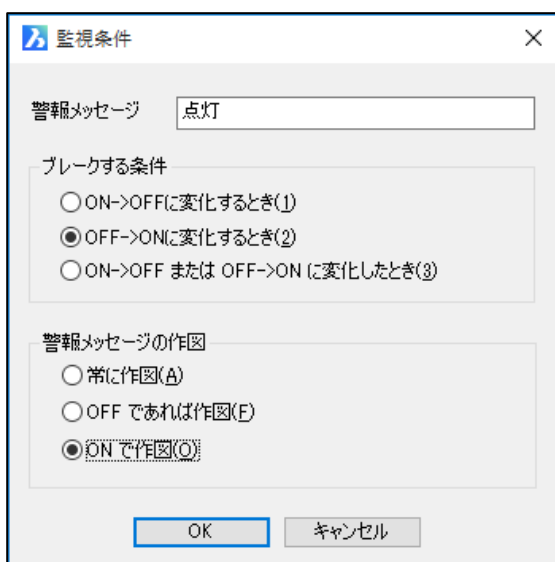 監視条件
警報メッセージ 点灯
ブレークする条件
ON->OFFに変化するとき(1)
OFF->ONに変化するとき(2)
ON->OFF または OFF->ON に変化したとき(3)
警報メッセージの作図
常に作図(A)
OFF であれば作図(F)
ON で作図(O)
OK キャンセル